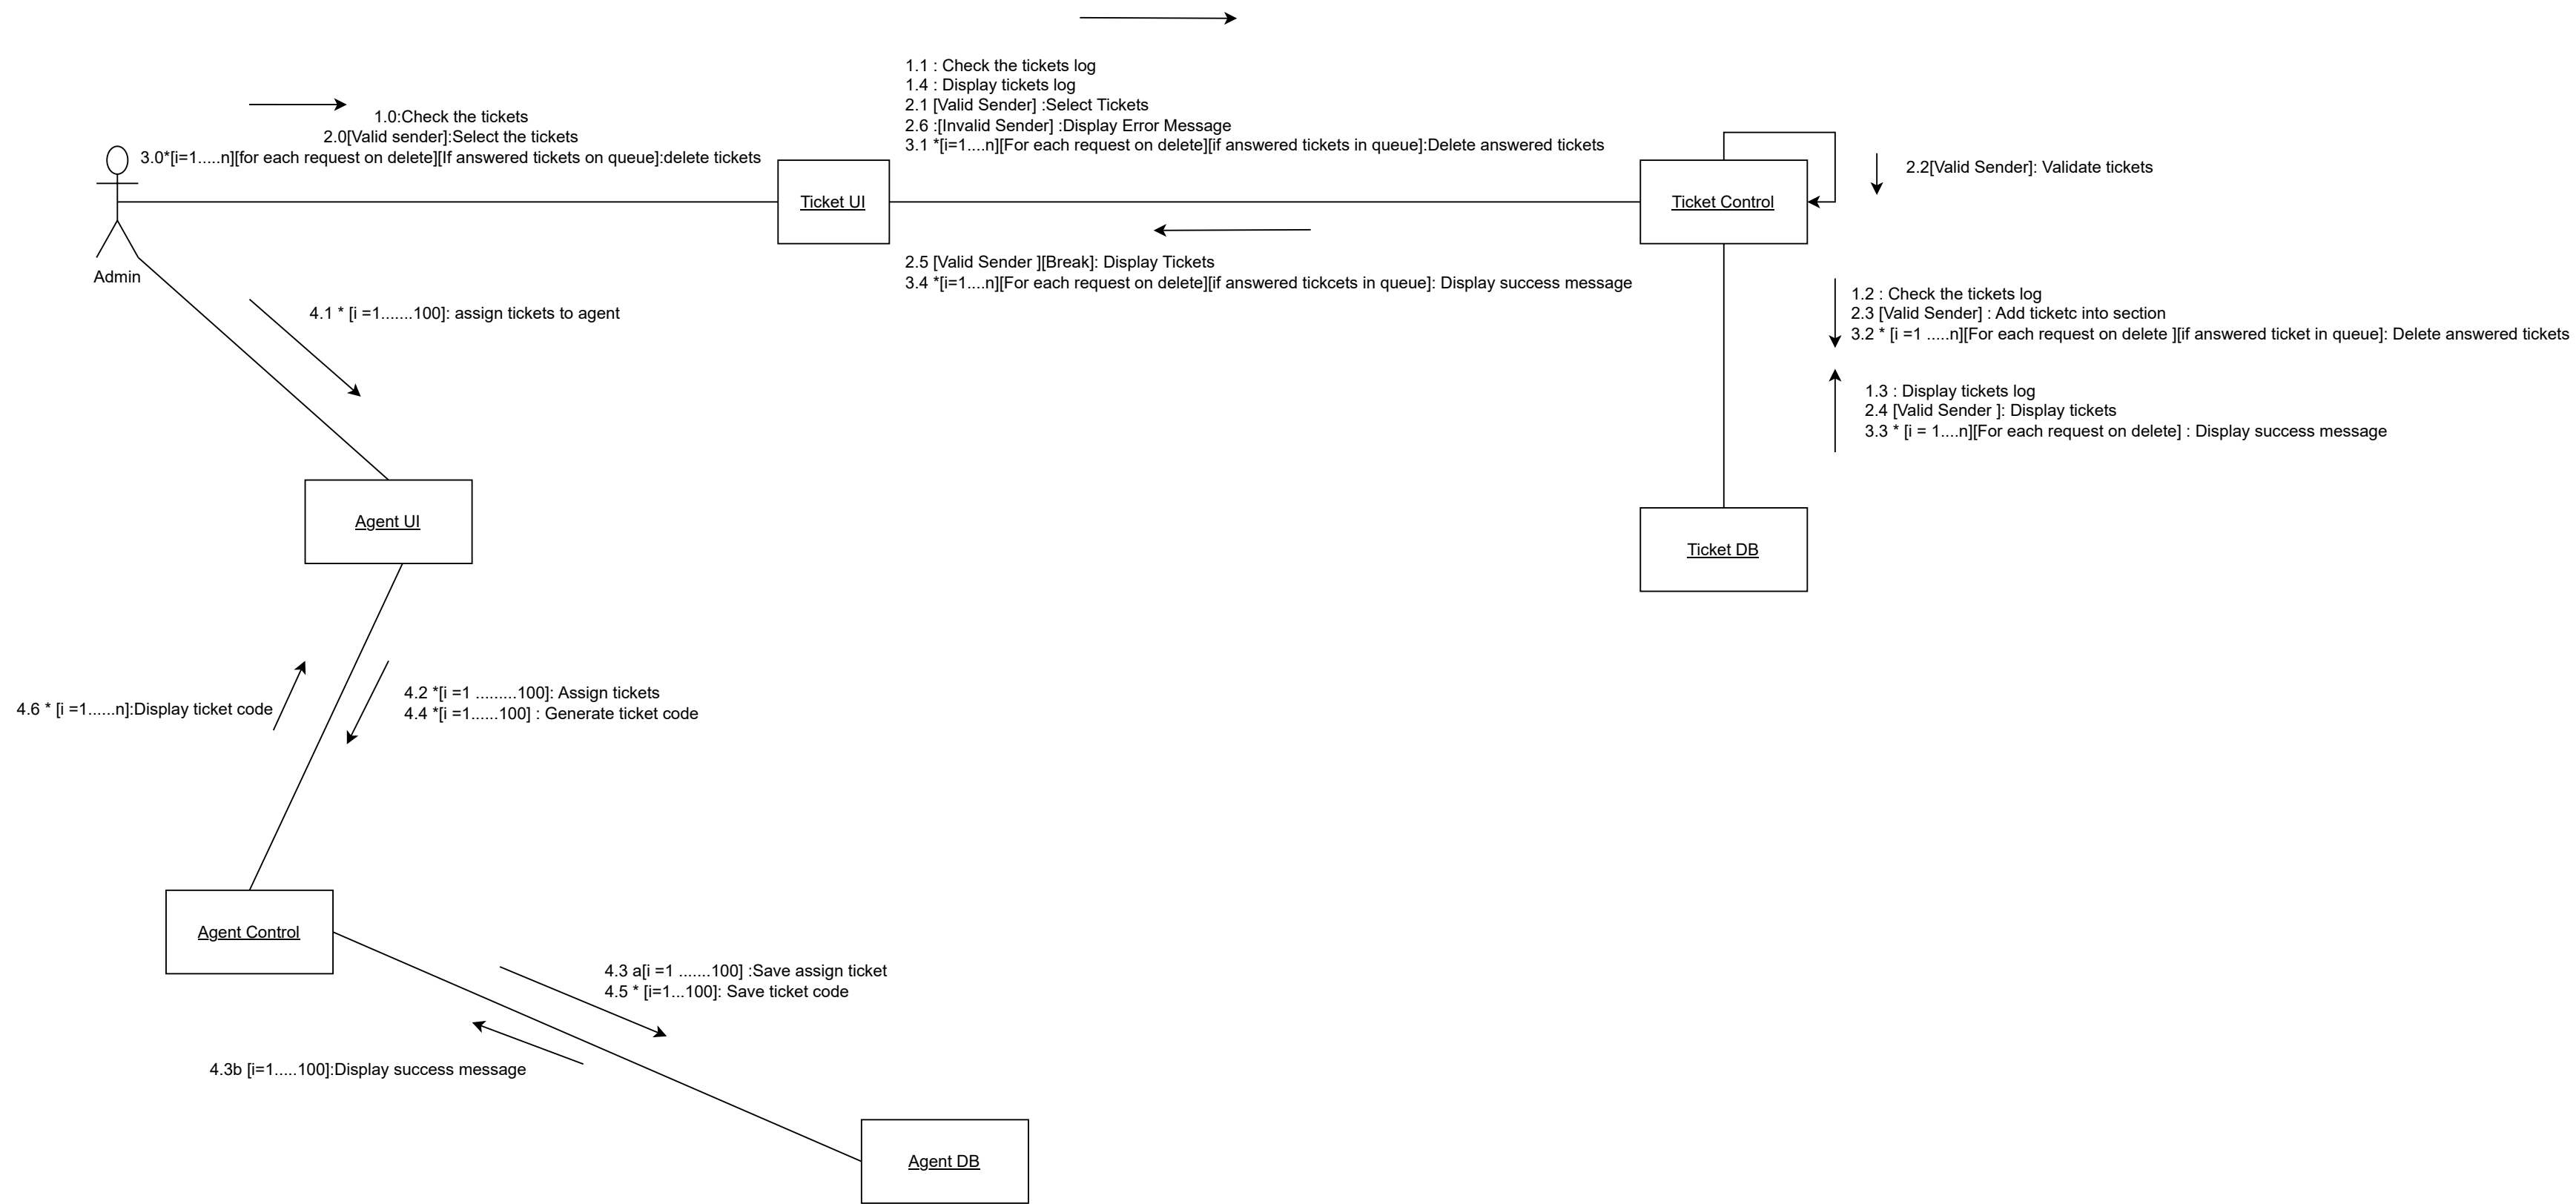 1.1 : Check the tickets log
1.4 : Display tickets log
2.1 [Valid Sender] :Select Tickets
2.6 :[Invalid Sender] :Display Error Message
3.1 *[i=1....n][For each request on delete][if answered tickets in queue]:Delete answered tickets
1.0:Check the tickets
2.0[Valid sender]:Select the tickets
3.0*[i=1.....n][for each request on delete][If answered tickets on queue]:delete tickets
Ticket UI
Ticket Control
2.2[Valid Sender]: Validate tickets
Admin
2.5 [Valid Sender ][Break]: Display Tickets
3.4 *[i=1....n][For each request on delete][if answered tickcets in queue]: Display success message
1.2 : Check the tickets log
2.3 [Valid Sender] : Add ticketc into section
3.2 * [i =1 .....n][For each request on delete ][if answered ticket in queue]: Delete answered tickets
4.1 * [i =1.......100]: assign tickets to agent
1.3 : Display tickets log
2.4 [Valid Sender ]: Display tickets
3.3 * [i = 1....n][For each request on delete] : Display success message
Agent UI
Ticket DB
4.6 * [i =1......n]:Display ticket code
4.2 *[i =1 .........100]: Assign tickets
4.4 *[i =1......100] : Generate ticket code
Agent Control
4.3 a[i =1 .......100] :Save assign ticket
4.5 * [i=1...100]: Save ticket code
4.3b [i=1.....100]:Display success message
Agent DB